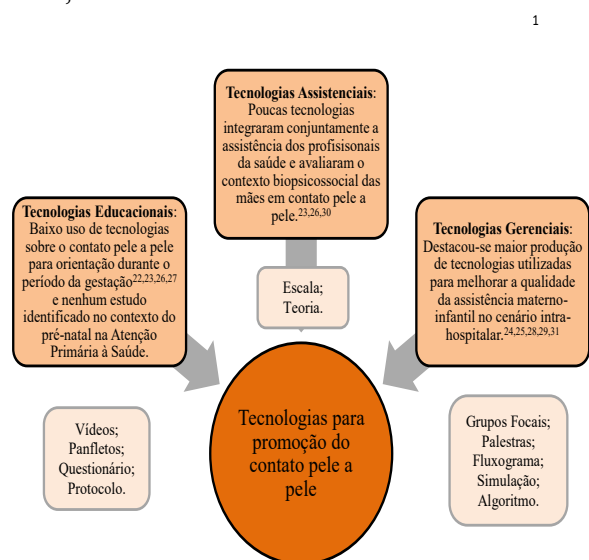 1
Tecnologias Assistenciais:
Poucas tecnologias
integraram conjuntamente a
assistência dos profisisonais
da saúde e avaliaram o
contexto biopsicossocial das
mães em contato pele a
pele.23,26,30
Tecnologias Educacionais:
Baixo uso de tecnologias
sobre o contato pele a pele
para orientação durante o
período da gestação22,23,26,27
e nenhum estudo
identificado no contexto do
pré-natal na Atenção
Primária à Saúde.
Tecnologias Gerenciais:
Destacou-se maior produção
de tecnologias utilizadas
para melhorar a qualidade
da assistência materno-
infantil no cenário intra-
hospitalar.24,25,28,29,31
Escala;
Teoria.
Vídeos;
Panfletos;
Questionário;
Protocolo.
Tecnologias para
promoção do
contato pele a
pele
Grupos Focais;
Palestras;
Fluxograma;
Simulação;
Algoritmo.